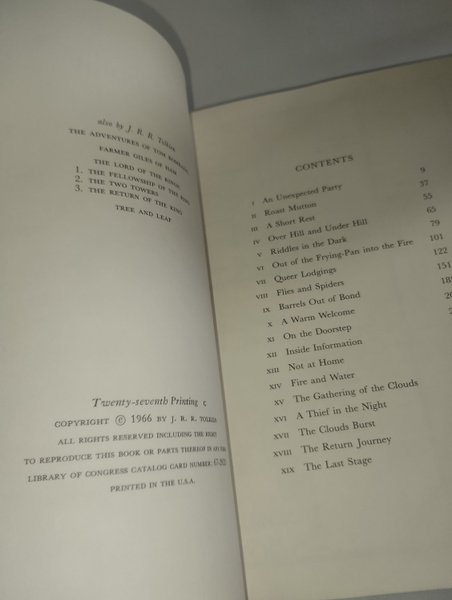 also by J. R. R. Tolkien
THE ADVENTURES OF TOM BOMBADIL
FARMER GILES OF HAM
THE LORD OF THE RINGS
1. THE FELLOWSHIP OF THE RING
2. THE TWO TOWERS
3. THE RETURN OF THE KING
TREE AND LEAF
Twenty-seventh Printing c
COPYRIGHT © 1966 BY J. R. R. TOLKIEN
ALL RIGHTS RESERVED INCLUDING THE RIGHT
TO REPRODUCE THIS BOOK OR PARTS THEREOF IN ANY
LIBRARY OF CONGRESS CATALOG CARD NUMBER
PRINTED IN THE U.S.A.
CONTENTS
I An Unexpected Party 9
II Roast Mutton 37
III A Short Rest 55
IV Over Hill and Under Hill 65
V Riddles in the Dark 79
VI Out of the Frying-Pan into the Fire 101
VII Queer Lodgings 122
VIII Flies and Spiders 151
IX Barrels Out of Bond
X A Warm Welcome
XI On the Doorstep
XII Inside Information
XIII Not at Home
XIV Fire and Water
XV The Gathering of the Clouds
XVI A Thief in the Night
XVII The Clouds Burst
XVIII The Return Journey
XIX The Last Stage